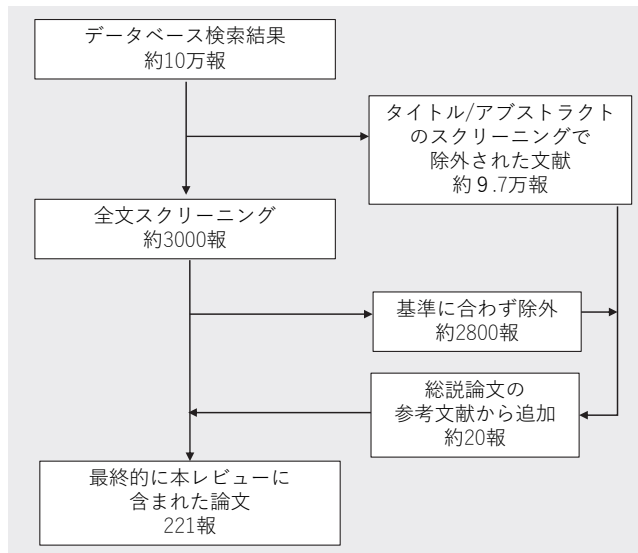 データベース検索結果
約10万報
タイトル/アブストラクト
のスクリーニングで
除外された文献
約９.7万報
全文スクリーニング
約3000報
基準に合わず除外
約2800報
総説論文の
参考文献から追加
約20報
最終的に本レビューに
含まれた論文
221報